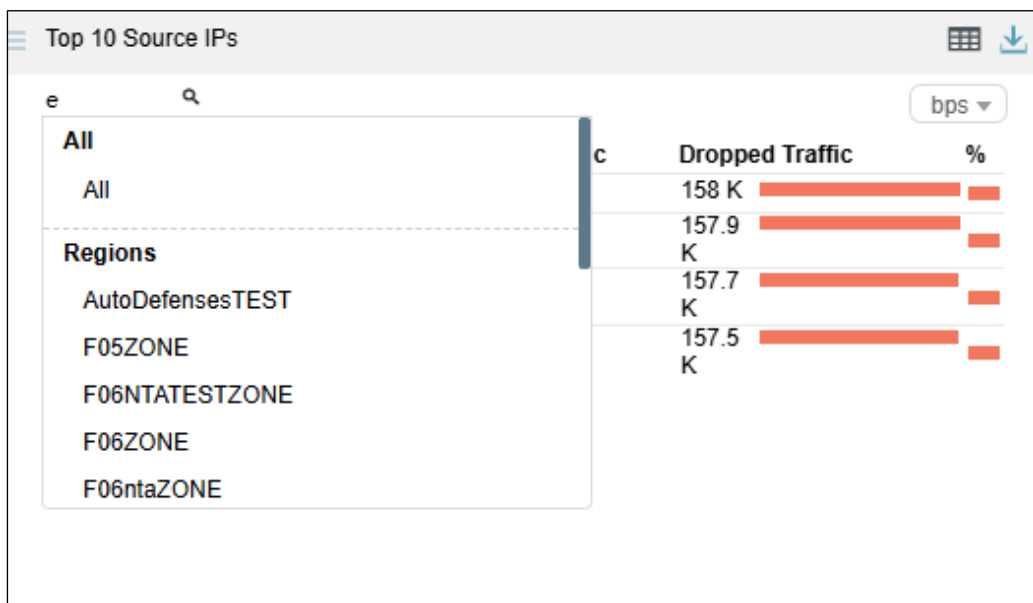 Top 10 Source IPs
e
bps
All
c Dropped Traffic %
All
158 K
157.9
K
Regions
AutoDefensesTEST
157.7
K
F05ZONE
157.5
K
F06NTATESTZONE
F06ZONE
F06ntaZONE